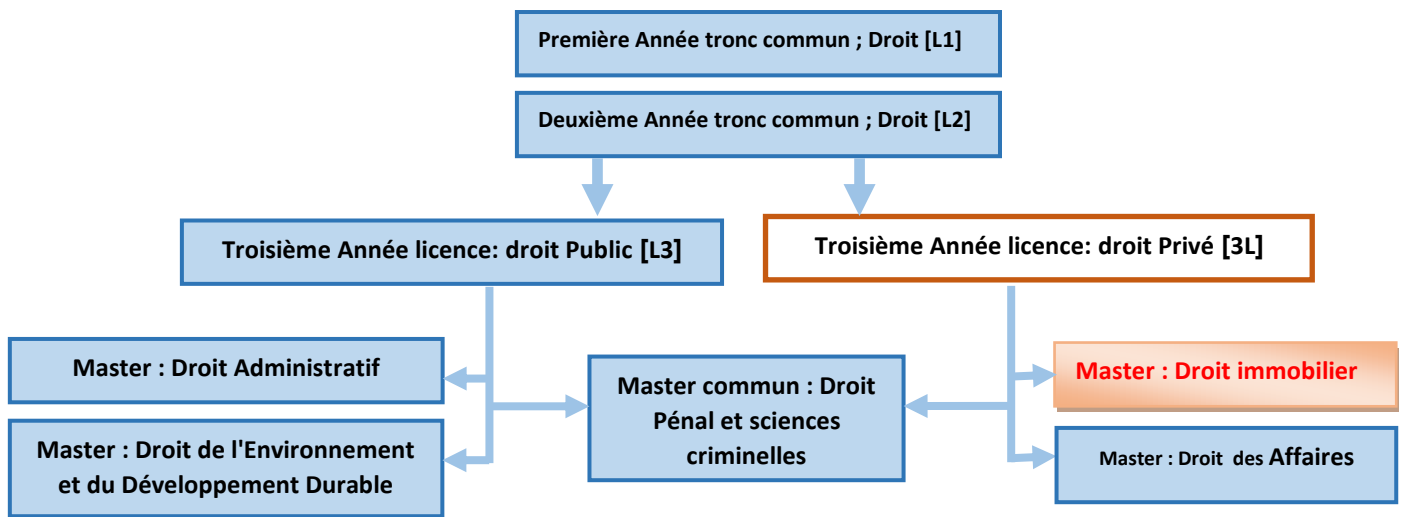 Première Année tronc commun ; Droit [L1]
Deuxième Année tronc commun ; Droit [L2]
Troisième Année licence: droit Public [L3]
Troisième Année licence: droit Privé [3L]
Master : Droit Administratif
Master : Droit de l'Environnement
et du Développement Durable
Master commun : Droit
Pénal et sciences
criminelles
Master : Droit immobilier
Master : Droit des Affaires